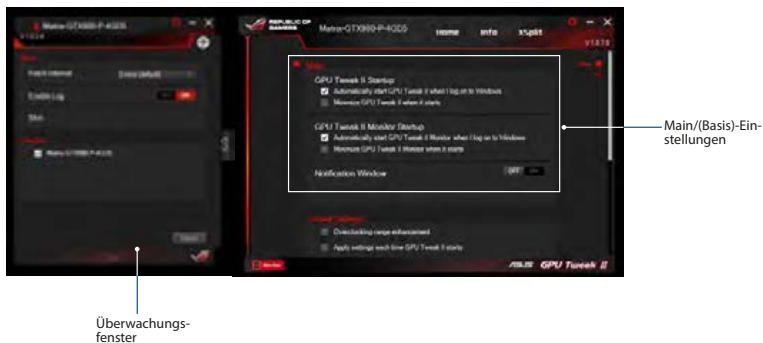 Matrix-GTX980-P-4GD5
Enable Log
Skin
Matrix-GTX980-P-4GD5
REPUBLIC OF
GAMERS
Matrix-GTX980-P-4GD5
Home
Info
XSplit
GPU Tweak II Startup
Automatically start GPU Tweak II when I log on to Windows
Minimize GPU Tweak II when it starts
GPU Tweak II Monitor Startup
Automatically start GPU Tweak II Monitor when I log on to Windows
Minimize GPU Tweak II Monitor when it starts
Notification Window
OFF
Overclocking range enhancement
Apply settings each time GPU Tweak II starts
ASUS GPU Tweak II
Main/(Basis)-Ein-
stellungen
Überwachungs-
fenster